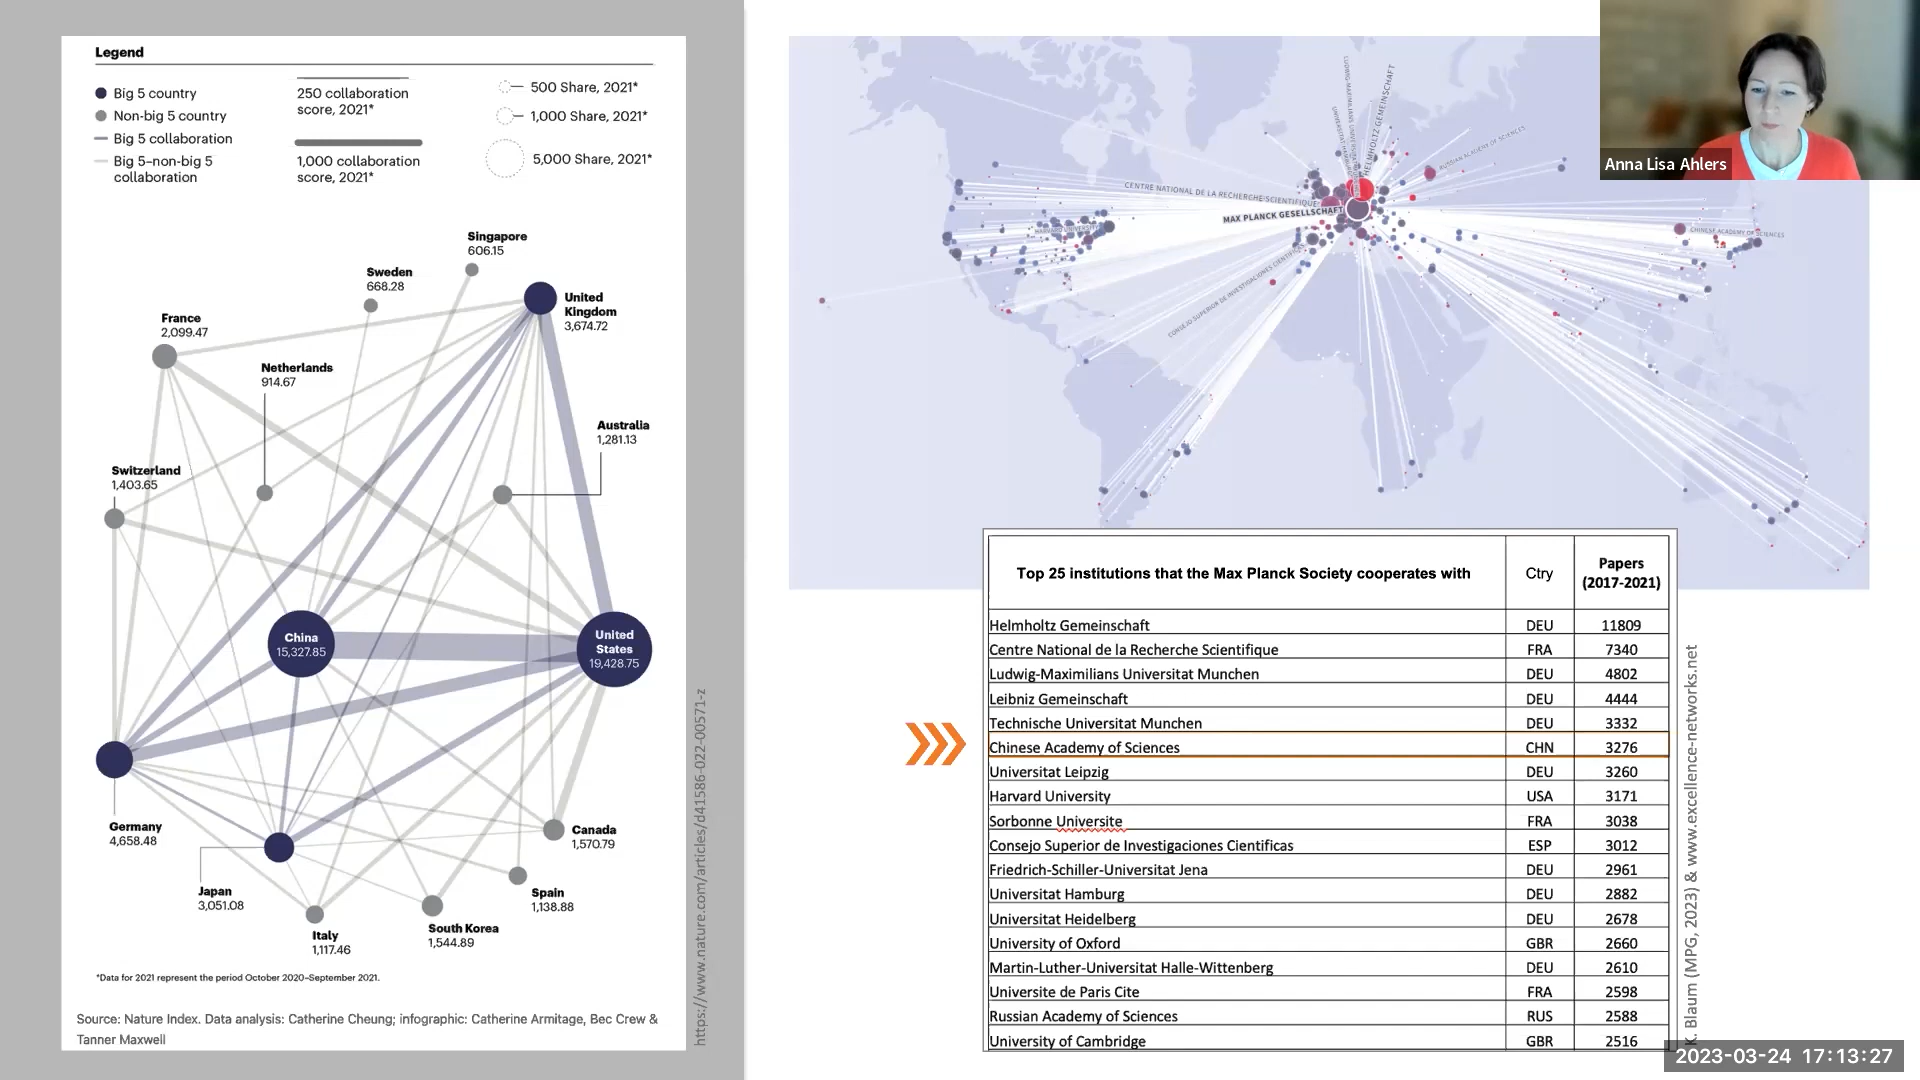 Legend
Big 5 country
Non-big 5 country
Big 5 collaboration
Big 5–non-big 5
collaboration
250 collaboration
score, 2021*
1,000 collaboration
score, 2021*
500 Share, 2021*
1,000 Share, 2021*
5,000 Share, 2021*
Singapore
606.15
Sweden
668.28
United
Kingdom
3,674.72
France
2,099.47
Netherlands
914.67
Australia
1,281.13
Switzerland
1,403.65
China
15,327.85
United
States
19,428.75
Germany
4,658.48
Canada
1,570.79
Japan
3,051.08
Spain
1,138.88
South Korea
1,544.89
Italy
1,117.46
*Data for 2021 represent the period October 2020–September 2021.
Source: Nature Index. Data analysis: Catherine Cheung; infographic: Catherine Armitage, Bec Crew &
Tanner Maxwell
https://www.nature.com/articles/d41586-022-00571-z
HELMHOLTZ GEMEINSCHAFT
RUSSIAN ACADEMY OF SCIENCES
CENTRE NATIONAL DE LA RECHERCHE SCIENTIFIQUE
MAX PLANCK GESELLSCHAFT
HARVARD UNIVERSITY
CHINESE ACADEMY OF SCIENCES
CONSEJO SUPERIOR DE INVESTIGACIONES CIENTIFICAS
Anna Lisa Ahlers
Top 25 institutions that the Max Planck Society cooperates with Ctry Papers
(2017-2021)
Helmholtz Gemeinschaft DEU 11809
Centre National de la Recherche Scientifique FRA 7340
Ludwig-Maximilians Universitat Munchen DEU 4802
Leibniz Gemeinschaft DEU 4444
Technische Universitat Munchen DEU 3332
Chinese Academy of Sciences CHN 3276
Universitat Leipzig DEU 3260
Harvard University USA 3171
Sorbonne Universite FRA 3038
Consejo Superior de Investigaciones Cientificas ESP 3012
Friedrich-Schiller-Universitat Jena DEU 2961
Universitat Hamburg DEU 2882
Universitat Heidelberg DEU 2678
University of Oxford GBR 2660
Martin-Luther-Universitat Halle-Wittenberg DEU 2610
Universite de Paris Cite FRA 2598
Russian Academy of Sciences RUS 2588
University of Cambridge GBR 2516
K. Blaum (MPG, 2023) & www.excellence-networks.net
2023-03-24 17:13:27